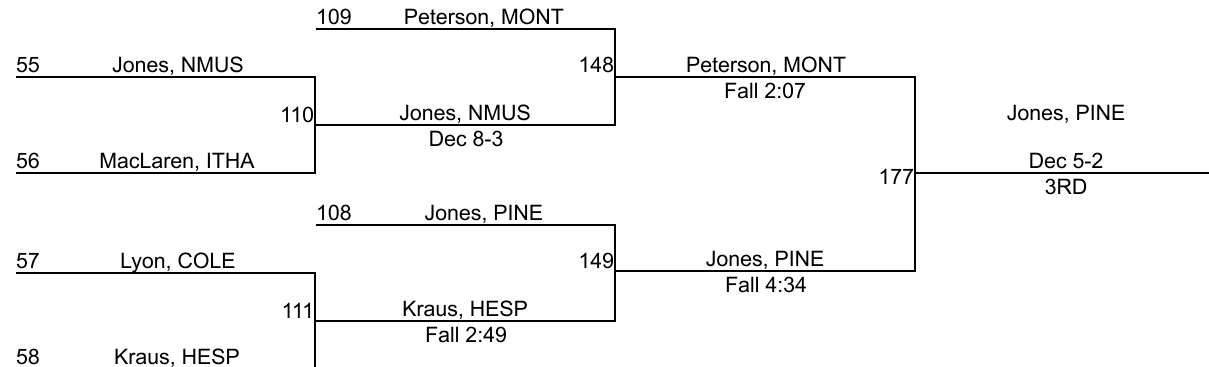 109 Peterson, MONT
55 Jones, NMUS
148 Peterson, MONT
Fall 2:07
110 Jones, NMUS
Dec 8-3
Jones, PINE
56 MacLaren, ITHA
Dec 5-2
177
3RD
108 Jones, PINE
57 Lyon, COLE
149 Jones, PINE
Fall 4:34
111 Kraus, HESP
Fall 2:49
58 Kraus, HESP